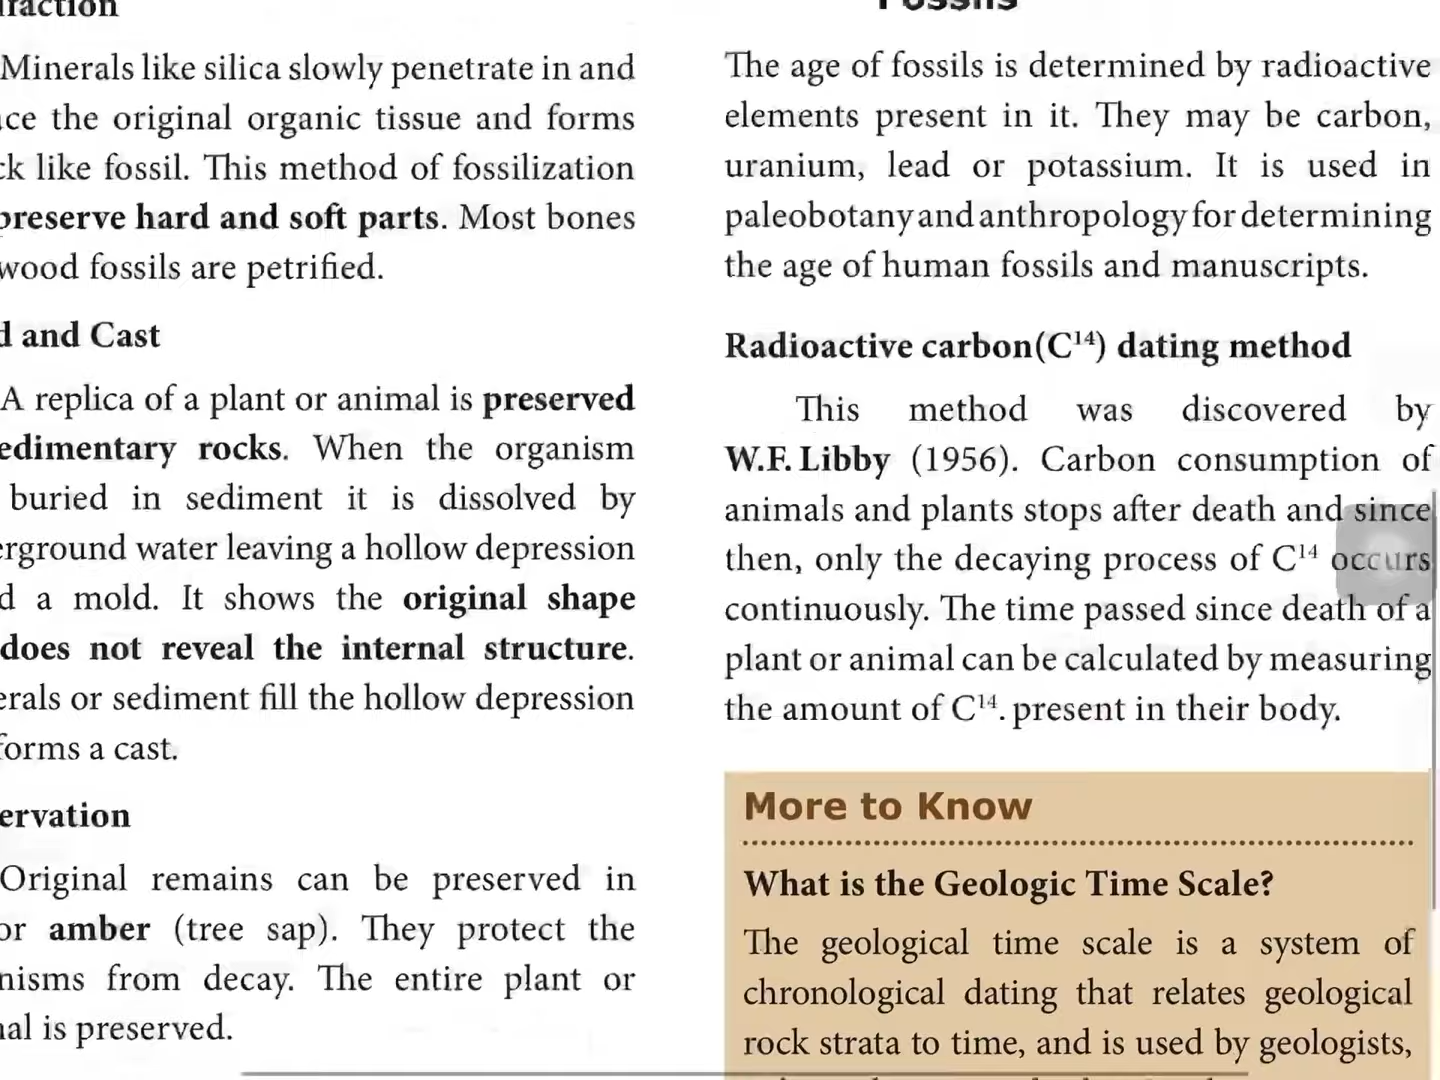 Minerals like silica slowly penetrate in and
the original organic tissue and forms
like fossil. This method of fossilization
preserve hard and soft parts. Most bones
wood fossils are petrified.
and Cast
A replica of a plant or animal is preserved
rocks. When the organism
buried in sediment it is dissolved by
water leaving a hollow depression
a mold. It shows the original shape
does not reveal the internal structure.
or sediment fill the hollow depression
forms a cast.
Original remains can be preserved in
or amber (tree sap). They protect the
from decay. The entire plant or
is preserved.
Fossils
The age of fossils is determined by radioactive
elements present in it. They may be carbon,
uranium, lead or potassium. It is used in
paleobotany and anthropology for determining
the age of human fossils and manuscripts.
Radioactive carbon(C¹⁴) dating method
This method was discovered by
W.F. Libby (1956). Carbon consumption of
animals and plants stops after death and since
then, only the decaying process of C¹⁴ occurs
continuously. The time passed since death of a
plant or animal can be calculated by measuring
the amount of C¹⁴. present in their body.
More to Know
What is the Geologic Time Scale?
The geological time scale is a system of
chronological dating that relates geological
rock strata to time, and is used by geologists,